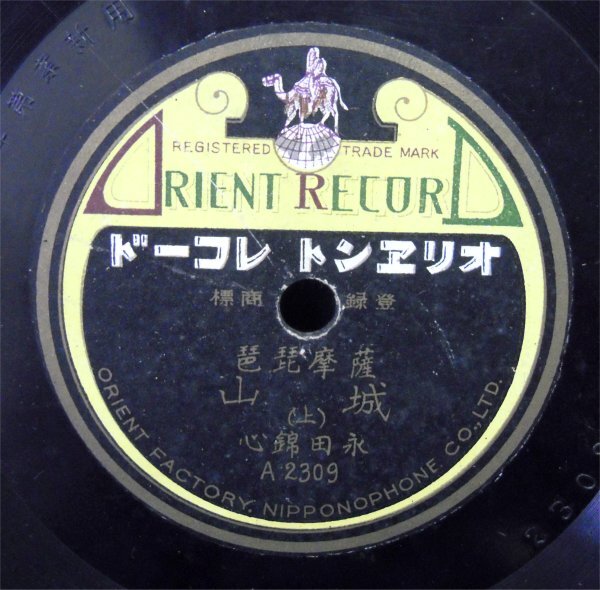 REGISTERED TRADE MARK
ORIENT RECORD
オリヱント レコード
登録商標
薩摩琵琶
城山
(上)
永田錦心
A 2309
ORIENT FACTORY, NIPPONOPHONE CO., LTD.